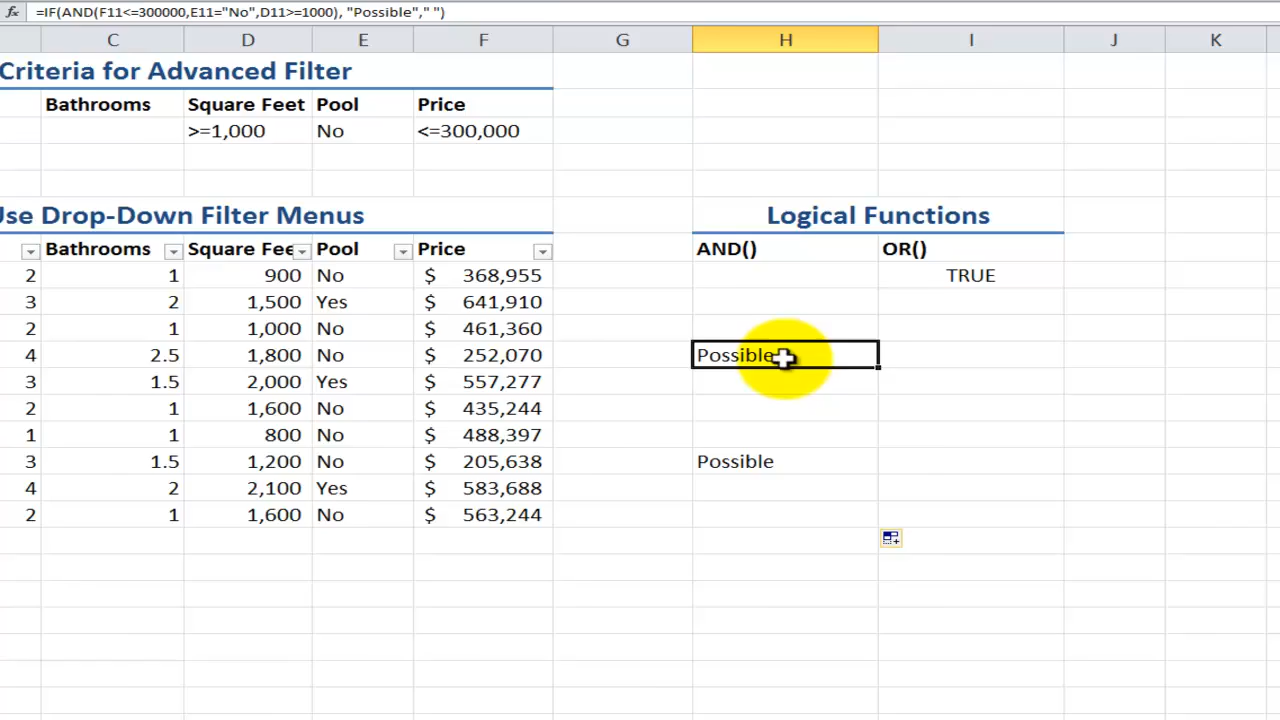 fx =IF(AND(F11<=300000,E11="No",D11>=1000), "Possible"," ")
C D E F G H I J K
Criteria for Advanced Filter
Bathrooms Square Feet Pool Price
>=1,000 No <=300,000
Use Drop-Down Filter Menus Logical Functions
Bathrooms Square Fee Pool Price AND() OR()
2 1 900 No $ 368,955 TRUE
3 2 1,500 Yes $ 641,910
2 1 1,000 No $ 461,360
4 2.5 1,800 No $ 252,070 Possible
3 1.5 2,000 Yes $ 557,277
2 1 1,600 No $ 435,244
1 1 800 No $ 488,397
3 1.5 1,200 No $ 205,638 Possible
4 2 2,100 Yes $ 583,688
2 1 1,600 No $ 563,244